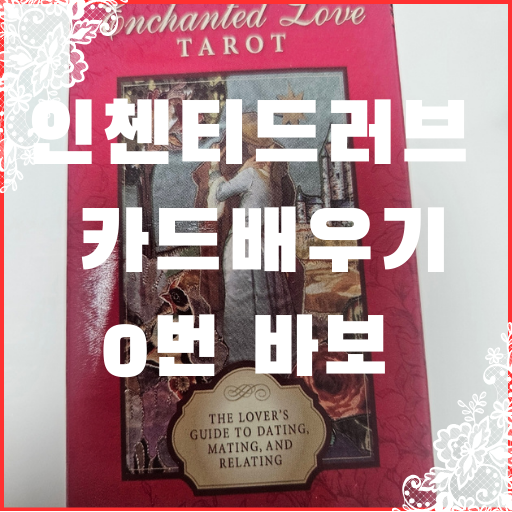 Enchanted Love
TAROT
인첸티드러브
카드배우기
0번 바보
THE LOVER'S
GUIDE TO DATING,
MATING, AND
RELATING